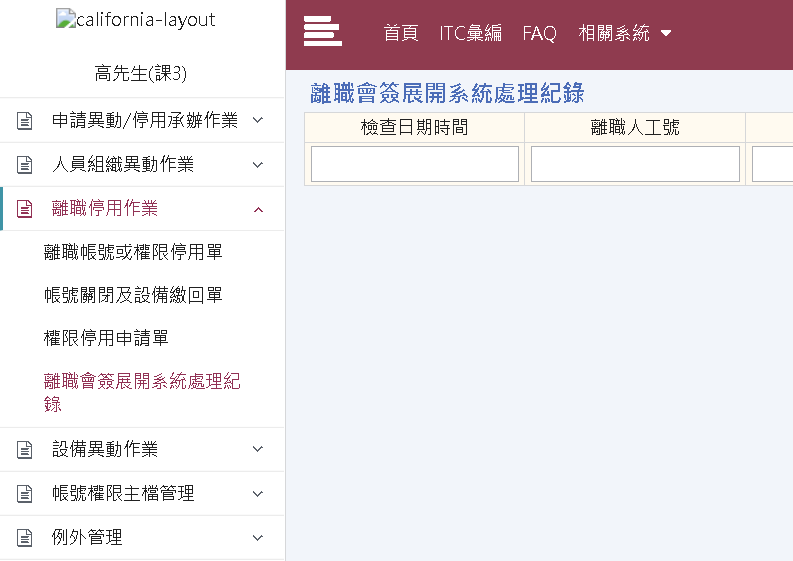 california-layout
高先生(課3)
申請異動/停用承辦作業
人員組織異動作業
離職停用作業
離職帳號或權限停用單
帳號關閉及設備繳回單
權限停用申請單
離職會簽展開系統處理紀
錄
設備異動作業
帳號權限主檔管理
例外管理
首頁 ITC彙編 FAQ 相關系統
離職會簽展開系統處理紀錄
檢查日期時間 離職人工號